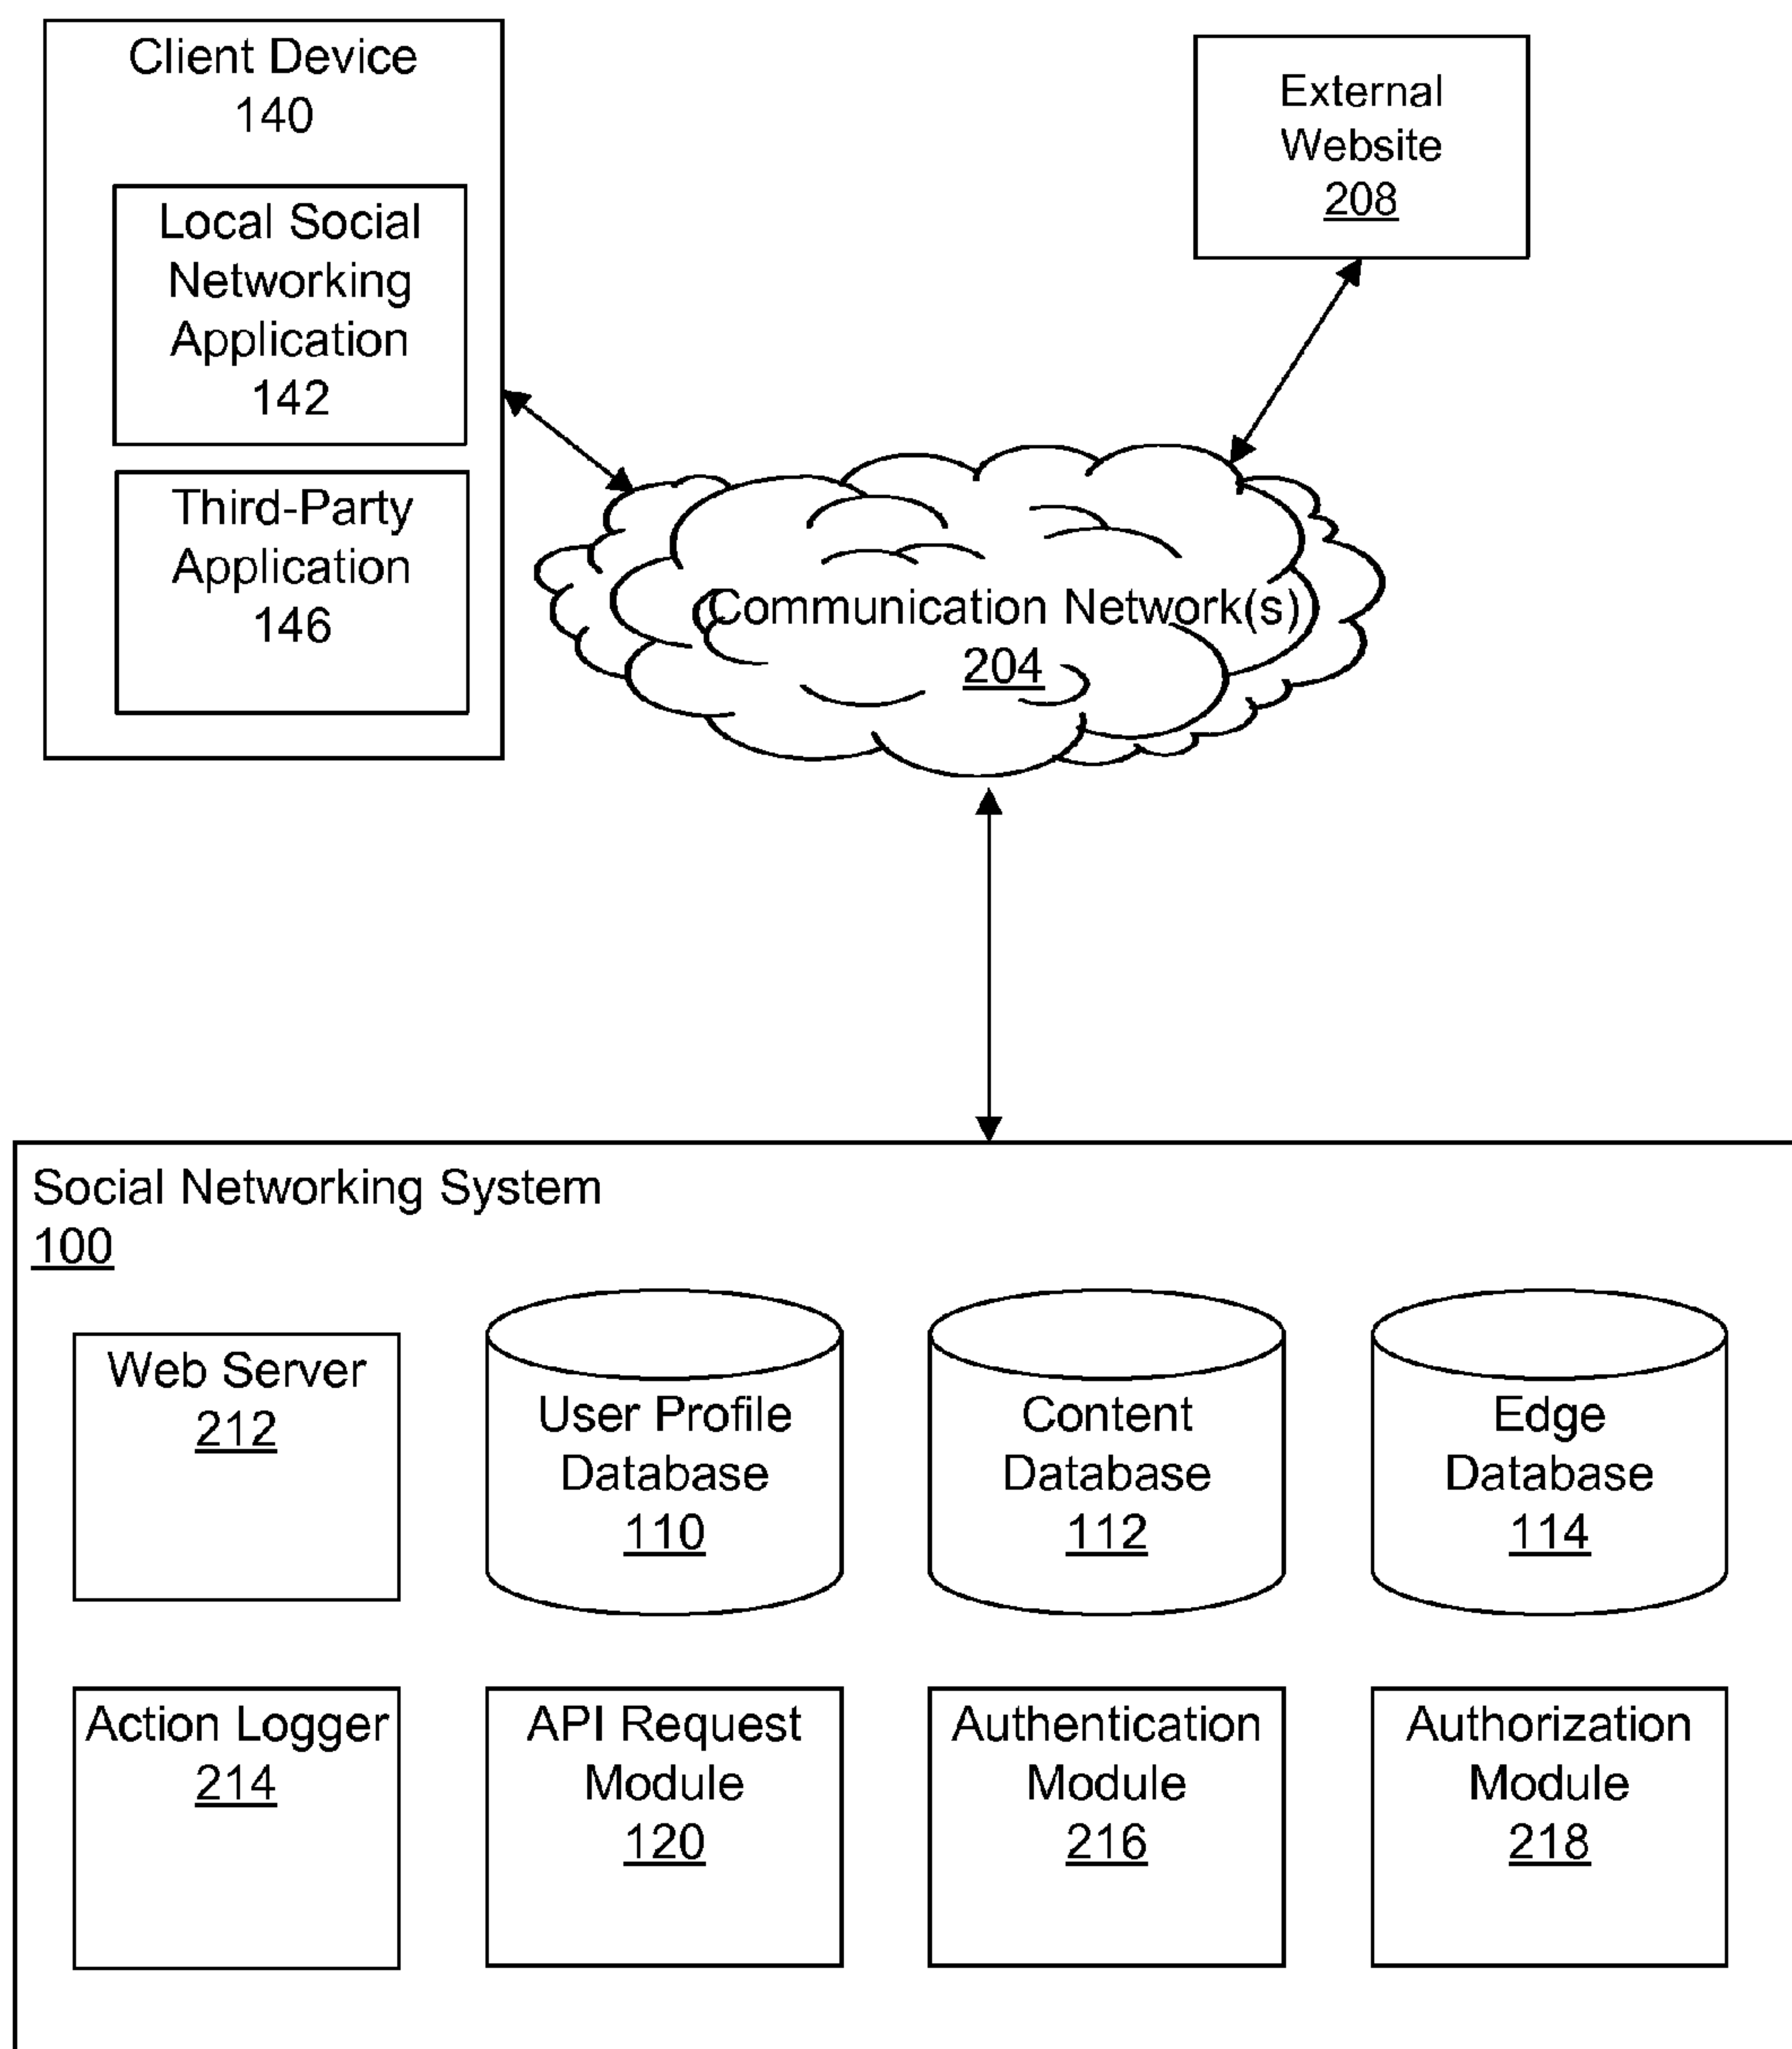 Client Device
140
Local Social
Networking
Application
142
Third-Party
Application
146
External
Website
208
Communication Network(s)
204
Social Networking System
100
Web Server
212
User Profile
Database
110
Content
Database
112
Edge
Database
114
Action Logger
214
API Request
Module
120
Authentication
Module
216
Authorization
Module
218